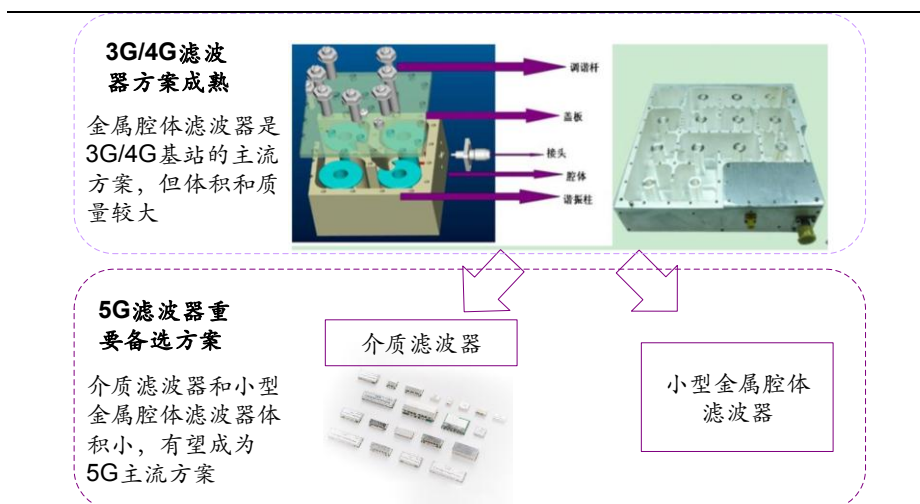 3G/4G滤波
器方案成熟
金属腔体滤波器是
3G/4G基站的主流
方案，但体积和质
量较大
调谐杆
盖板
接头
腔体
谐振柱
5G滤波器重
要备选方案
介质滤波器和小型
金属腔体滤波器体
积小，有望成为
5G主流方案
介质滤波器
小型金属腔体
滤波器